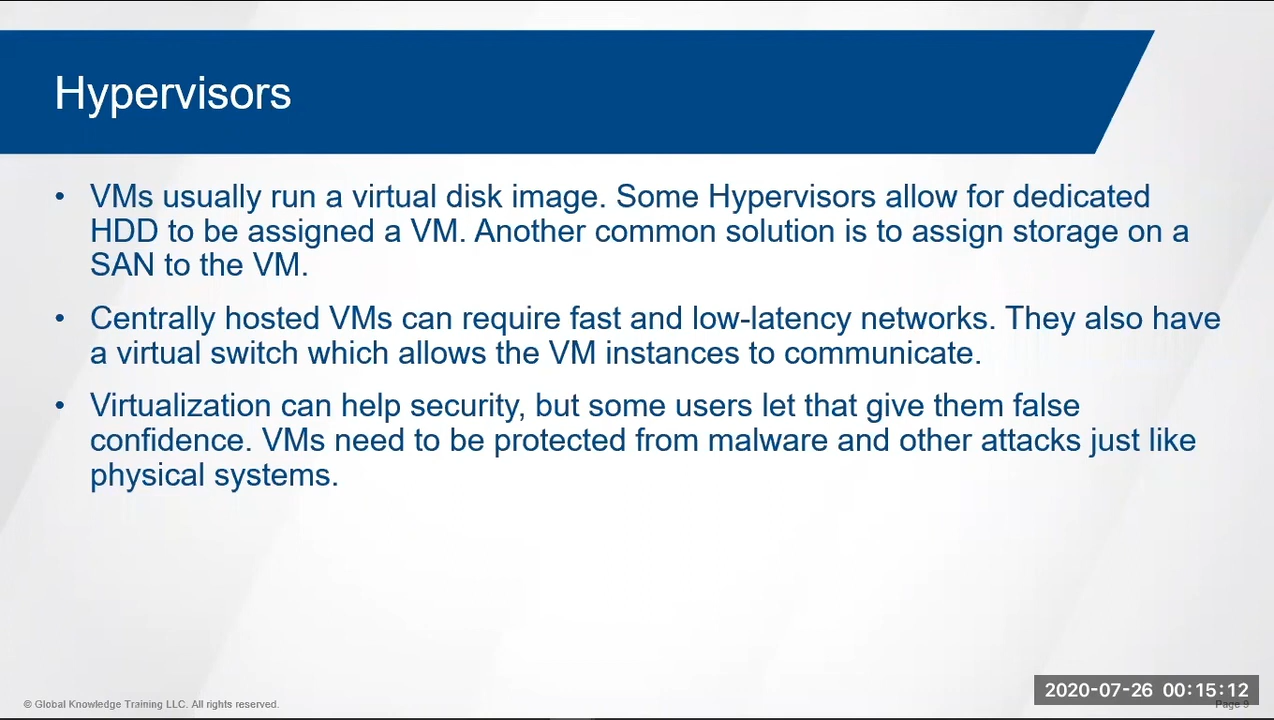 Hypervisors
• VMs usually run a virtual disk image. Some Hypervisors allow for dedicated
HDD to be assigned a VM. Another common solution is to assign storage on a
SAN to the VM.
• Centrally hosted VMs can require fast and low-latency networks. They also have
a virtual switch which allows the VM instances to communicate.
• Virtualization can help security, but some users let that give them false
confidence. VMs need to be protected from malware and other attacks just like
physical systems.
© Global Knowledge Training LLC. All rights reserved.
2020-07-26 00:15:12
Page 9